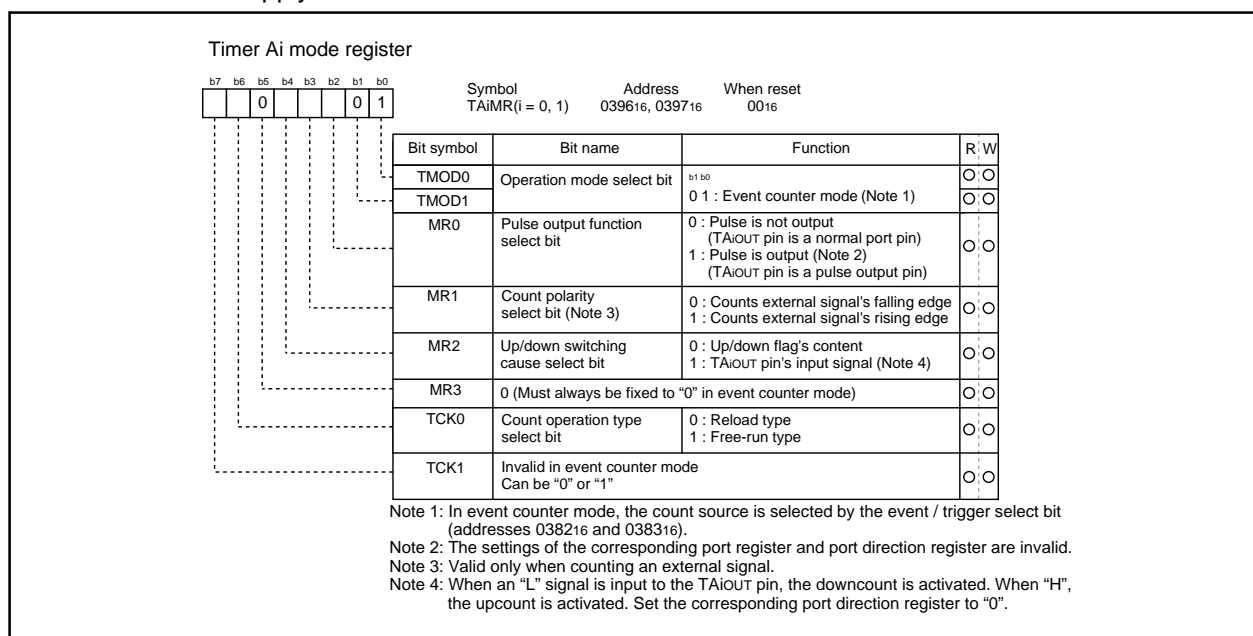 Timer Ai mode register
b7 b6 b5 b4 b3 b2 b1 b0
0 0 1
Symbol Address When reset
TAiMR(i = 0, 1) 039616, 039716 0016
Bit symbol Bit name Function R W
TMOD0 Operation mode select bit b1 b0
TMOD1 0 1 : Event counter mode (Note 1)
MR0 Pulse output function select bit 0 : Pulse is not output
(TAiOUT pin is a normal port pin)
1 : Pulse is output (Note 2)
(TAiOUT pin is a pulse output pin)
MR1 Count polarity select bit (Note 3) 0 : Counts external signal's falling edge
1 : Counts external signal's rising edge
MR2 Up/down switching cause select bit 0 : Up/down flag's content
1 : TAiOUT pin's input signal (Note 4)
MR3 0 (Must always be fixed to “0” in event counter mode)
TCK0 Count operation type select bit 0 : Reload type
1 : Free-run type
TCK1 Invalid in event counter mode
Can be “0” or “1”
Note 1: In event counter mode, the count source is selected by the event / trigger select bit
(addresses 038216 and 038316).
Note 2: The settings of the corresponding port register and port direction register are invalid.
Note 3: Valid only when counting an external signal.
Note 4: When an “L” signal is input to the TAiOUT pin, the downcount is activated. When “H”,
the upcount is activated. Set the corresponding port direction register to “0”.